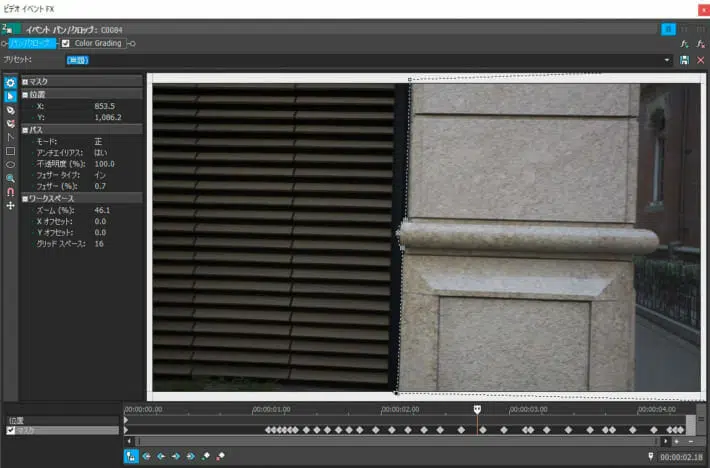 ビデオ イベント FX
イベント パン/クロップ: C0084
パン/クロップ Color Grading
プリセット: (無題)
マスク
位置
X: 853.5
Y: 1,086.2
パス
モード: 正
アンチエイリアス: はい
不透明度 (%): 100.0
フェザー タイプ: イン
フェザー (%): 0.7
ワークスペース
ズーム (%): 46.1
X オフセット: 0.0
Y オフセット: 0.0
グリッド スペース: 16
00:00:00.00 00:00:01.00 00:00:02.00 00:00:03.00 00:00:04.00
位置
マスク
00:00:02.18